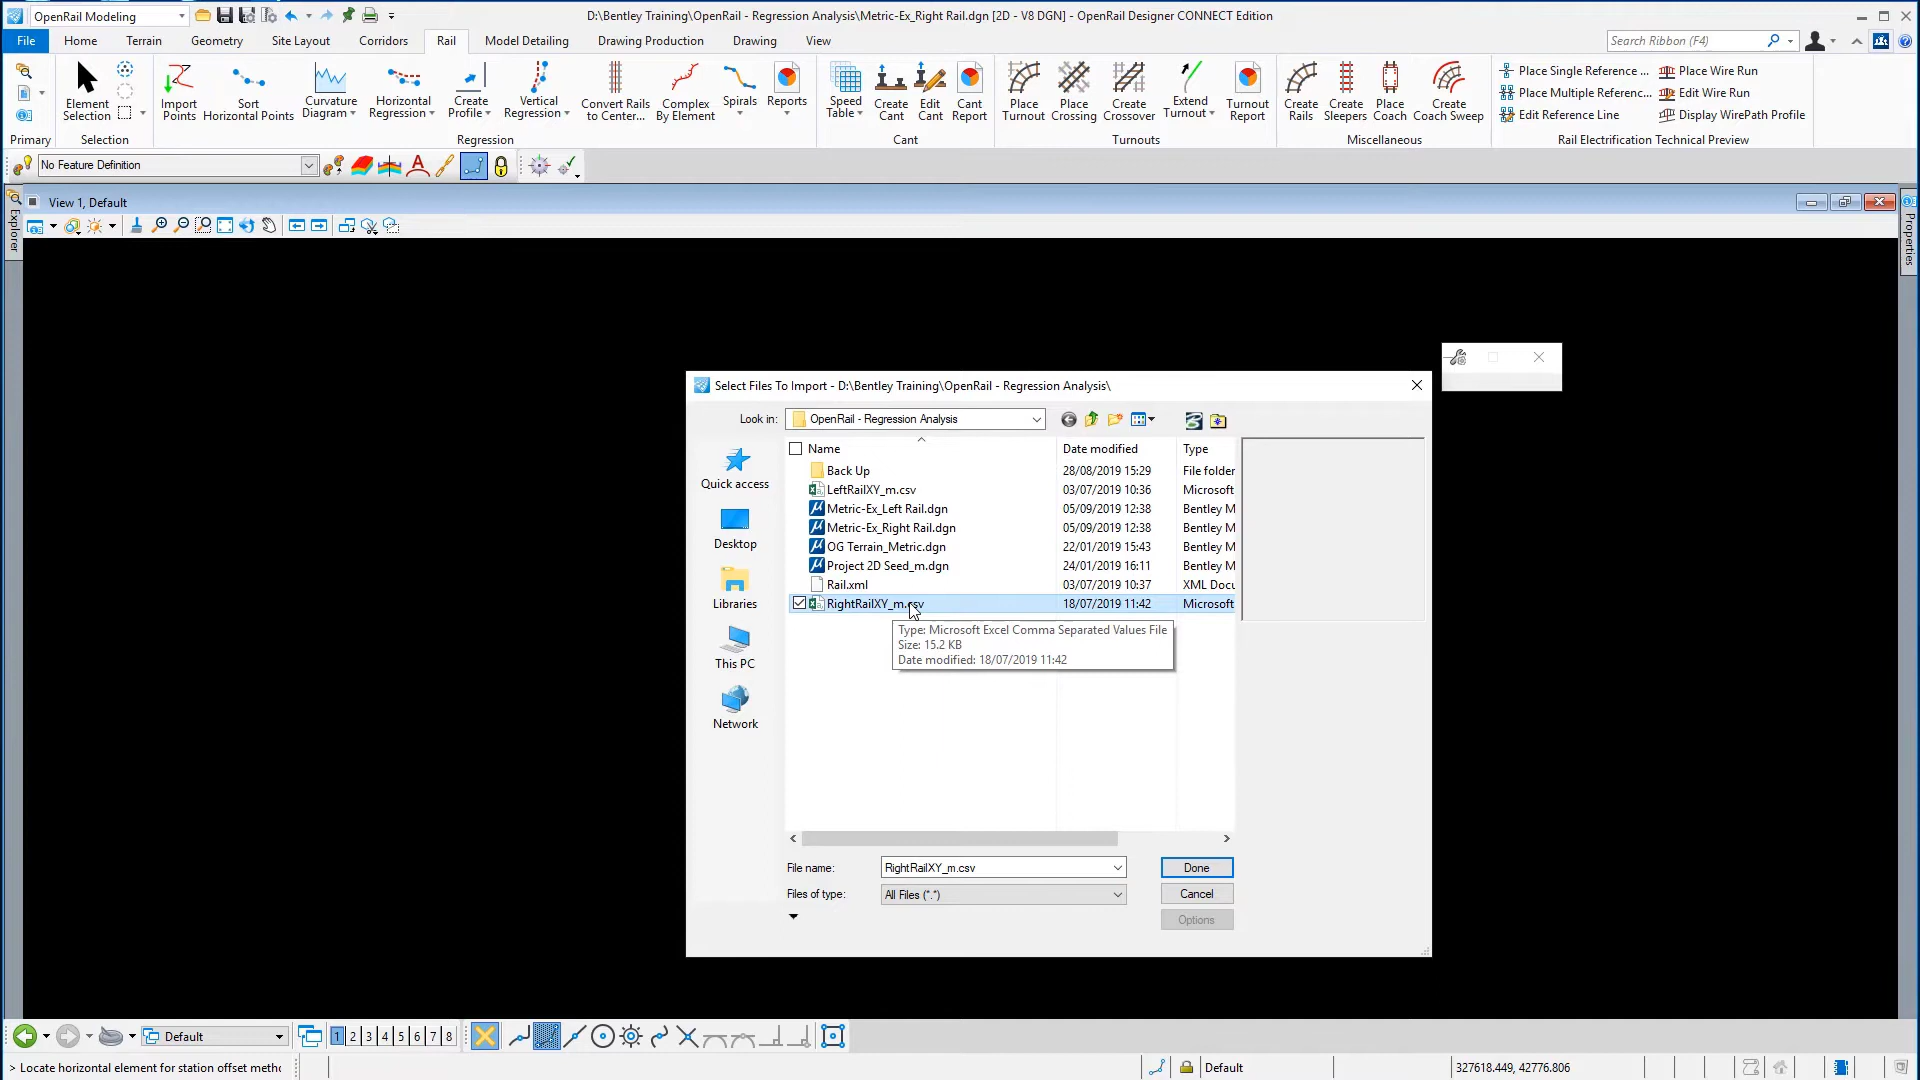 OpenRail Modeling
D:\Bentley Training\OpenRail - Regression Analysis\Metric-Ex_Right Rail.dgn [2D - V8 DGN] - OpenRail Designer CONNECT Edition
File Home Terrain Geometry Site Layout Corridors Rail Model Detailing Drawing Production Drawing View
Search Ribbon (F4)
Element Selection
Import Points
Sort Horizontal Points
Curvature Diagram
Horizontal Regression
Create Profile
Vertical Regression
Convert Rails to Center...
Complex By Element
Spirals
Reports
Speed Table
Create Cant
Edit Cant
Cant Report
Place Turnout
Place Crossing
Create Crossover
Extend Turnout
Turnout Report
Create Rails
Create Sleepers
Place Coach
Create Coach Sweep
Place Single Reference ...
Place Wire Run
Place Multiple Referenc...
Edit Wire Run
Edit Reference Line
Display WirePath Profile
Primary Selection Regression Cant Turnouts Miscellaneous Rail Electrification Technical Preview
No Feature Definition
Explorer
View 1, Default
Properties
Select Files To Import - D:\Bentley Training\OpenRail - Regression Analysis\
Look in: OpenRail - Regression Analysis
Name Date modified Type
Back Up 28/08/2019 15:29 File folder
LeftRailXY_m.csv 03/07/2019 10:36 Microsoft
Metric-Ex_Left Rail.dgn 05/09/2019 12:38 Bentley M
Metric-Ex_Right Rail.dgn 05/09/2019 12:38 Bentley M
OG Terrain_Metric.dgn 22/01/2019 15:43 Bentley M
Project 2D Seed_m.dgn 24/01/2019 16:11 Bentley M
Rail.xml 03/07/2019 10:37 XML Docu
RightRailXY_m.csv 18/07/2019 11:42 Microsoft
Type: Microsoft Excel Comma Separated Values File
Size: 15.2 KB
Date modified: 18/07/2019 11:42
Quick access
Desktop
Libraries
This PC
Network
File name: RightRailXY_m.csv Done
Files of type: All Files (*.*) Cancel
Options
Default 1 2 3 4 5 6 7 8
> Locate horizontal element for station offset metho
Default
327618.449, 42776.806